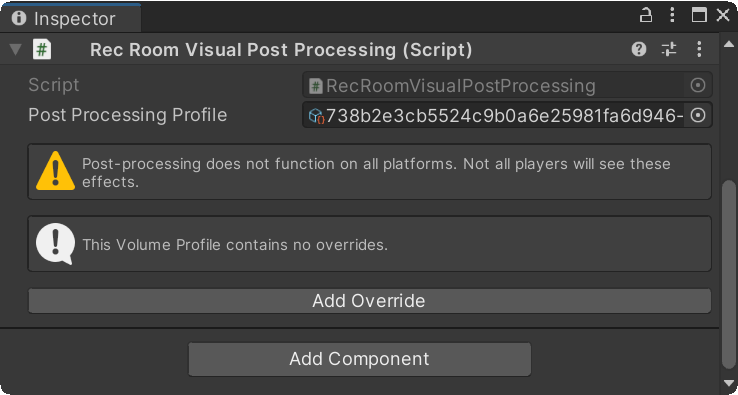 Inspector
Rec Room Visual Post Processing (Script)
Script RecRoomVisualPostProcessing
Post Processing Profile 738b2e3cb5524c9b0a6e25981fa6d946-
Post-processing does not function on all platforms. Not all players will see these
effects.
This Volume Profile contains no overrides.
Add Override
Add Component